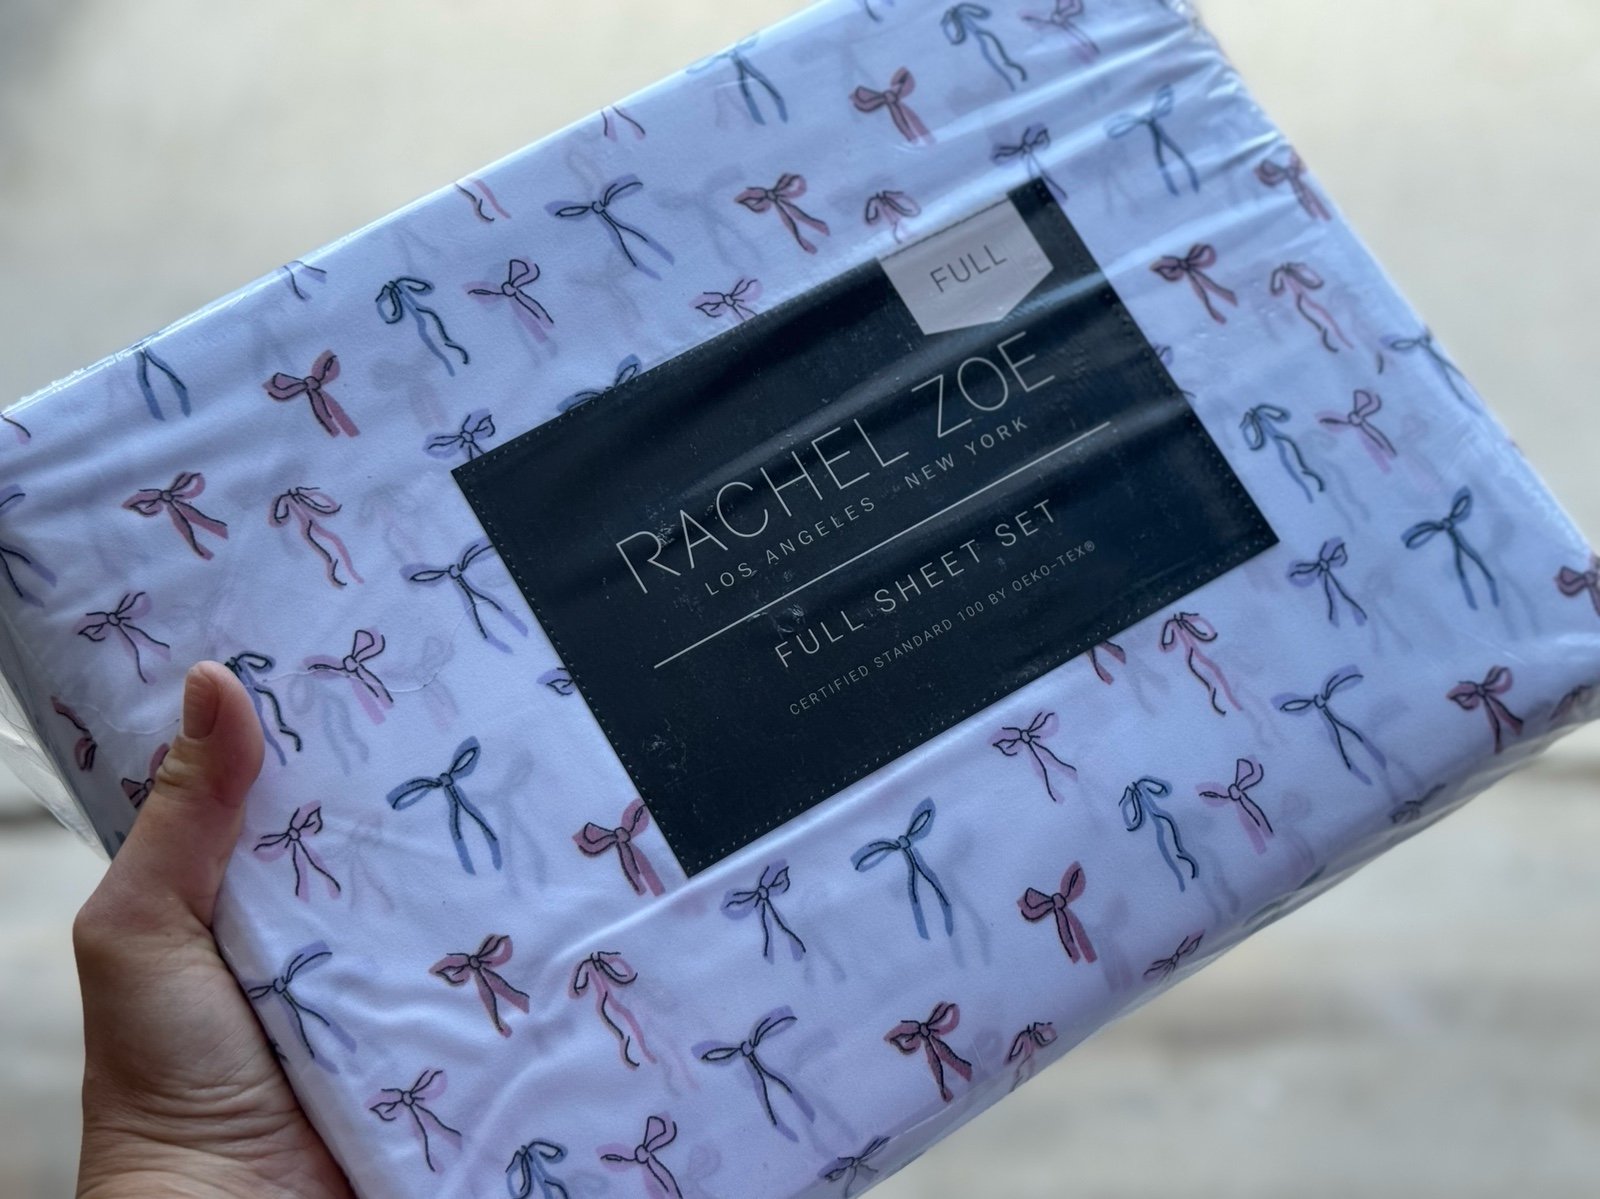 FULL
RACHEL ZOE
LOS ANGELES NEW YORK
FULL SHEET SET
CERTIFIED STANDARD 100 BY OEKO-TEX®